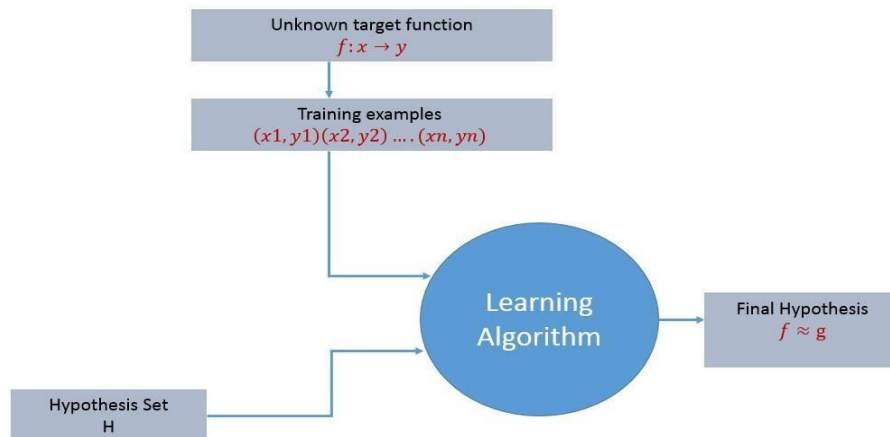 Unknown target function
f: x → y
Training examples
(x1, y1)(x2, y2) .... (xn, yn)
Learning
Algorithm
Final Hypothesis
f ≈ g
Hypothesis Set
H